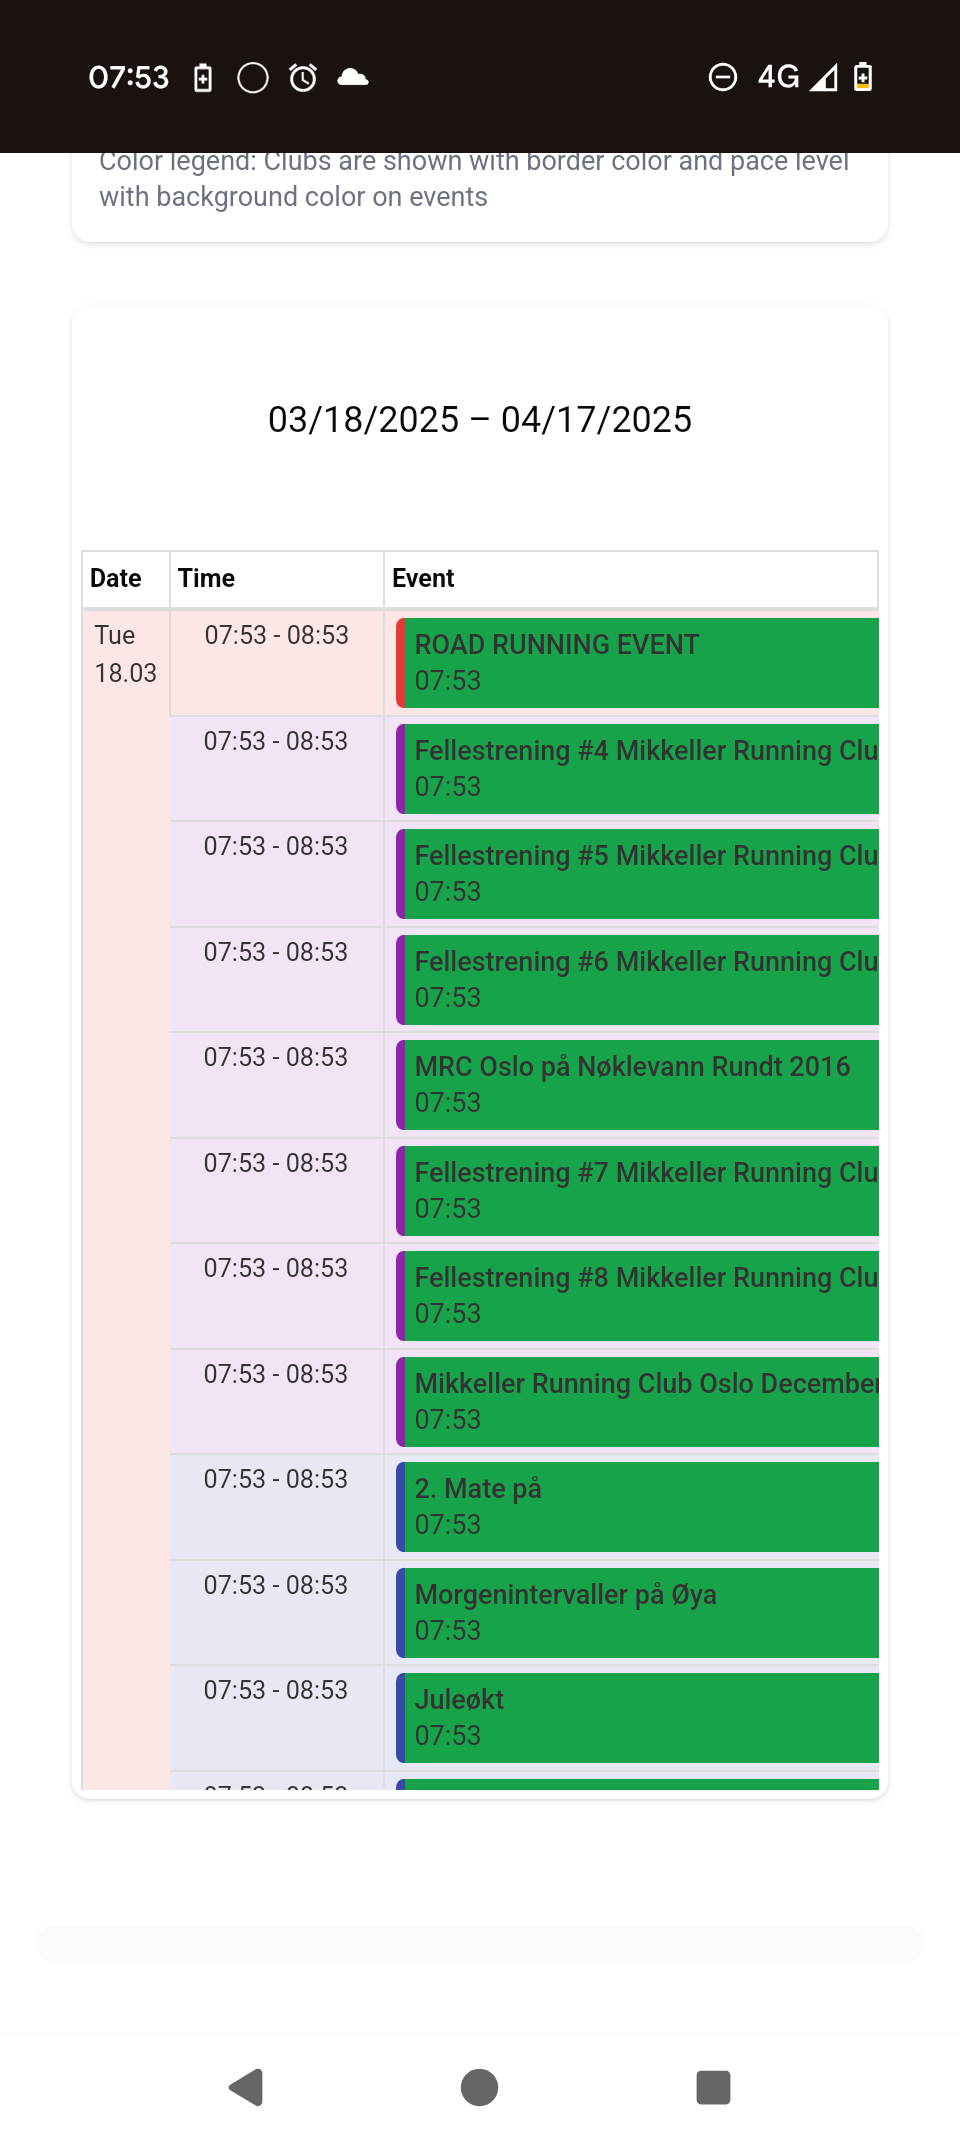 07:53
4G
Color legend: Clubs are shown with border color and pace level
with background color on events
03/18/2025 – 04/17/2025
Date Time Event
Tue
18.03
07:53 - 08:53
ROAD RUNNING EVENT
07:53
07:53 - 08:53
Fellestrening #4 Mikkeller Running Clu
07:53
07:53 - 08:53
Fellestrening #5 Mikkeller Running Clu
07:53
07:53 - 08:53
Fellestrening #6 Mikkeller Running Clu
07:53
07:53 - 08:53
MRC Oslo på Nøklevann Rundt 2016
07:53
07:53 - 08:53
Fellestrening #7 Mikkeller Running Clu
07:53
07:53 - 08:53
Fellestrening #8 Mikkeller Running Clu
07:53
07:53 - 08:53
Mikkeller Running Club Oslo December
07:53
07:53 - 08:53
2. Mate på
07:53
07:53 - 08:53
Morgenintervaller på Øya
07:53
07:53 - 08:53
Juleøkt
07:53